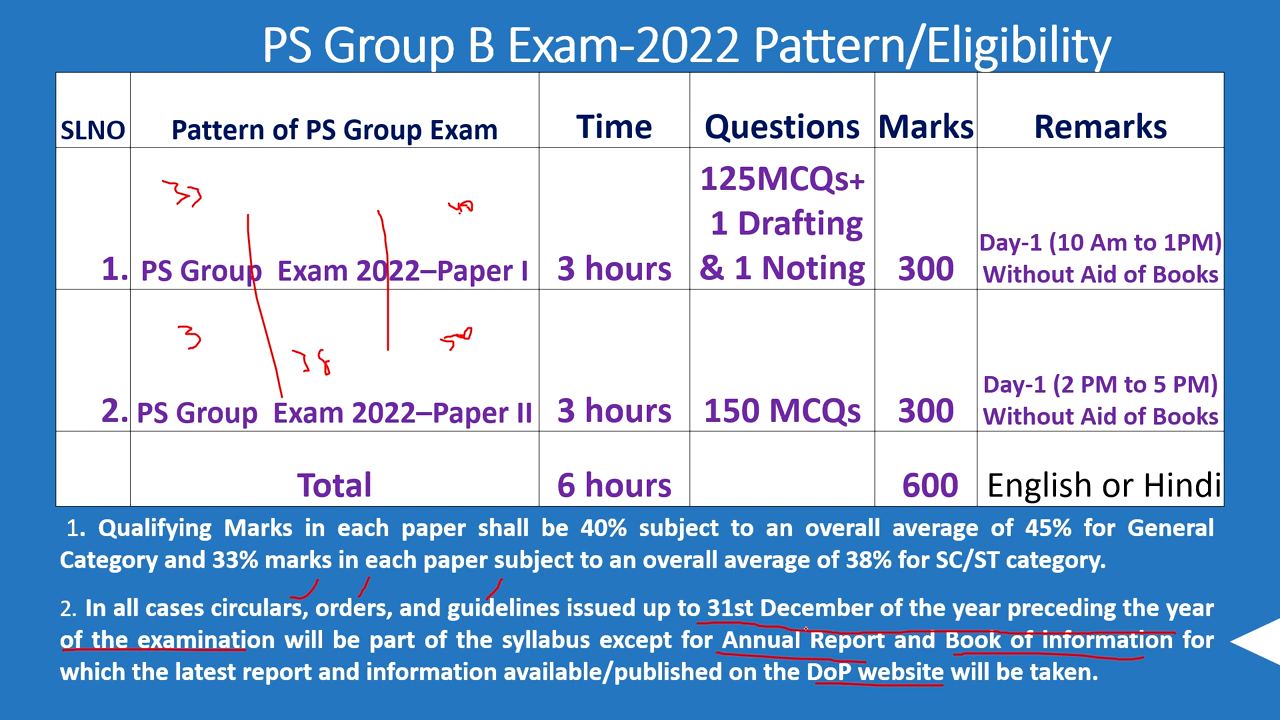 PS Group B Exam-2022 Pattern/Eligibility
SLNO Pattern of PS Group Exam Time Questions Marks Remarks
125MCQs+
1 Drafting
1. PS Group Exam 2022–Paper I 3 hours & 1 Noting 300 Day-1 (10 Am to 1PM)
Without Aid of Books
33
2. PS Group Exam 2022–Paper II 3 hours 150 MCQs 300 Day-1 (2 PM to 5 PM)
Without Aid of Books
3
38
50
Total 6 hours 600 English or Hindi
1. Qualifying Marks in each paper shall be 40% subject to an overall average of 45% for General
Category and 33% marks in each paper subject to an overall average of 38% for SC/ST category.
2. In all cases circulars, orders, and guidelines issued up to 31st December of the year preceding the year
of the examination will be part of the syllabus except for Annual Report and Book of information for
which the latest report and information available/published on the DoP website will be taken.